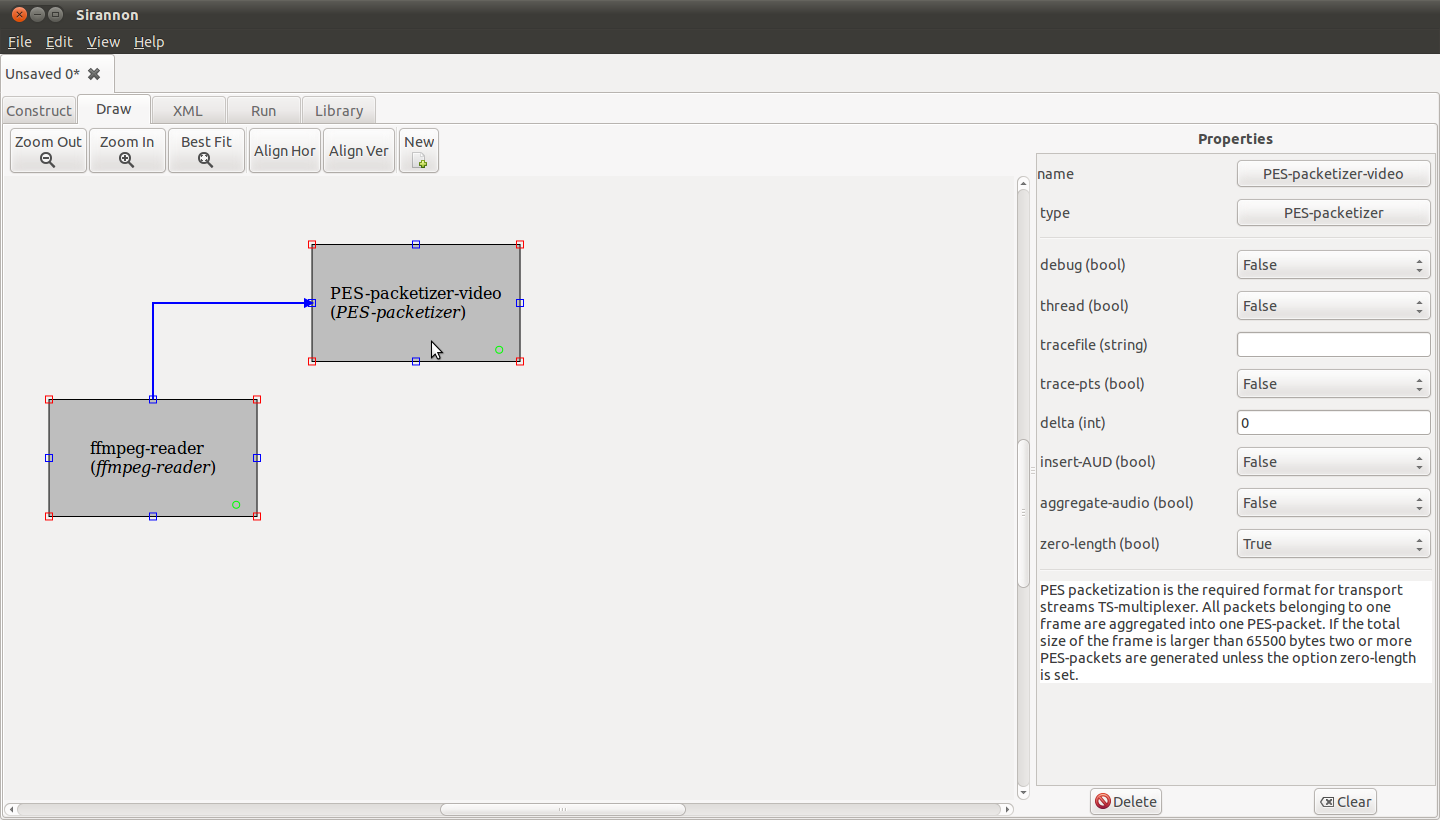 Sirannon
File Edit View Help
Unsaved 0*
Construct Draw XML Run Library
Zoom Out Zoom In Best Fit Align Hor Align Ver New
Properties
name PES-packetizer-video
type PES-packetizer
debug (bool) False
thread (bool) False
tracefile (string)
trace-pts (bool) False
delta (int) 0
insert-AUD (bool) False
aggregate-audio (bool) False
zero-length (bool) True
PES packetization is the required format for transport
streams TS-multiplexer. All packets belonging to one
frame are aggregated into one PES-packet. If the total
size of the frame is larger than 65500 bytes two or more
PES-packets are generated unless the option zero-length
is set.
PES-packetizer-video
(PES-packetizer)
ffmpeg-reader
(ffmpeg-reader)
Delete Clear